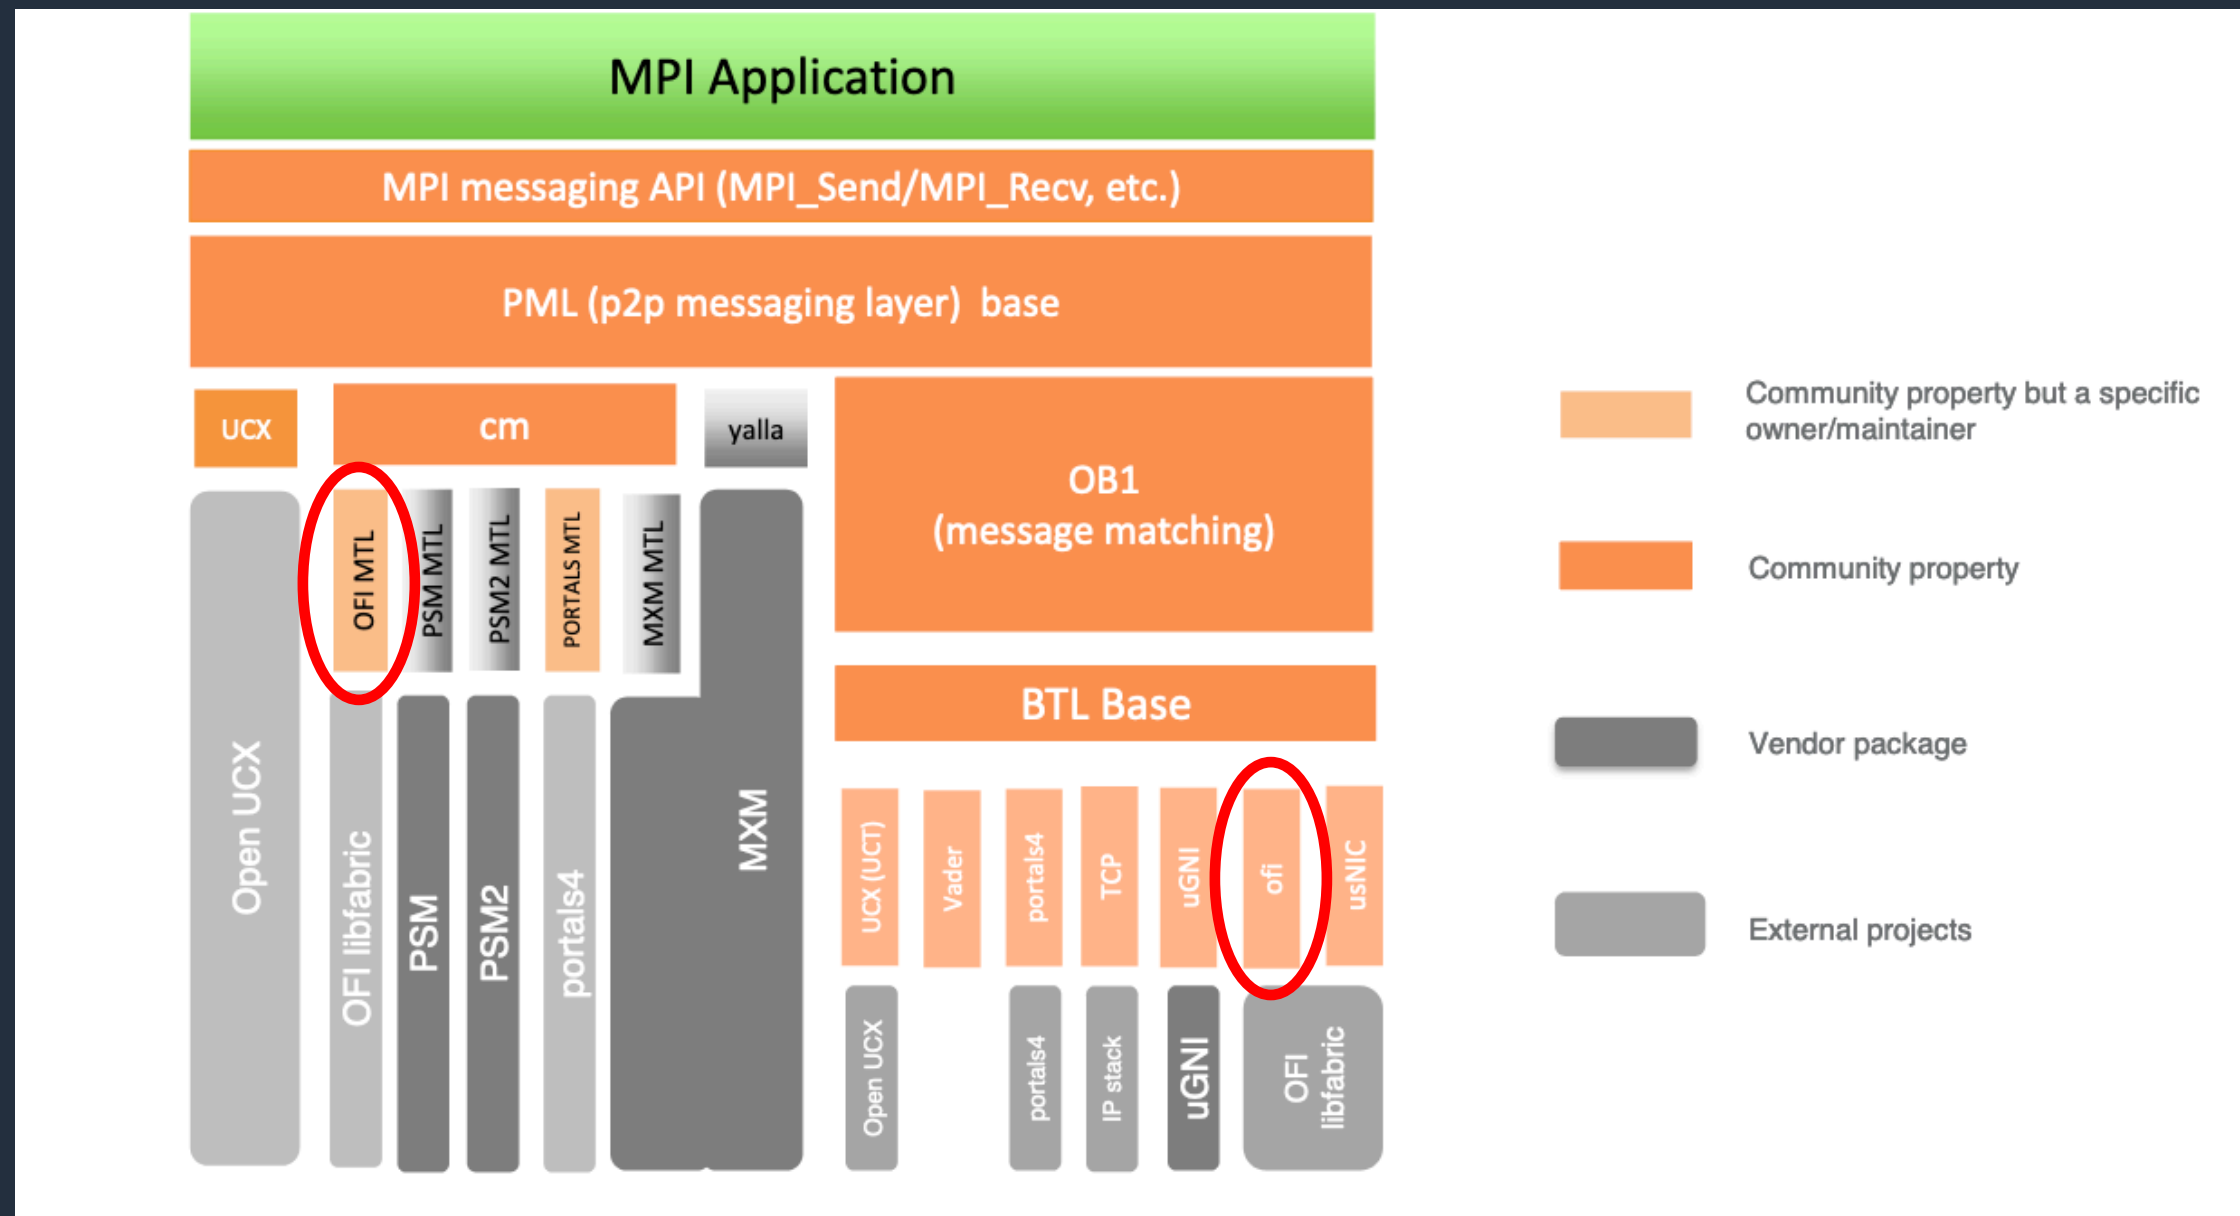 MPI Application
MPI messaging API (MPI_Send/MPI_Recv, etc.)
PML (p2p messaging layer) base
UCX
cm
yalla
OB1
(message matching)
OFI MTL
PSM MTL
PSM2 MTL
PORTALS MTL
MXM MTL
BTL Base
Open UCX
OFI libfabric
PSM
PSM2
portals4
MXM
UCX (UCT)
Vader
portals4
TCP
uGNI
ofi
usNIC
Open UCX
portals4
IP stack
uGNI
OFI
libfabric
Community property but a specific
owner/maintainer
Community property
Vendor package
External projects